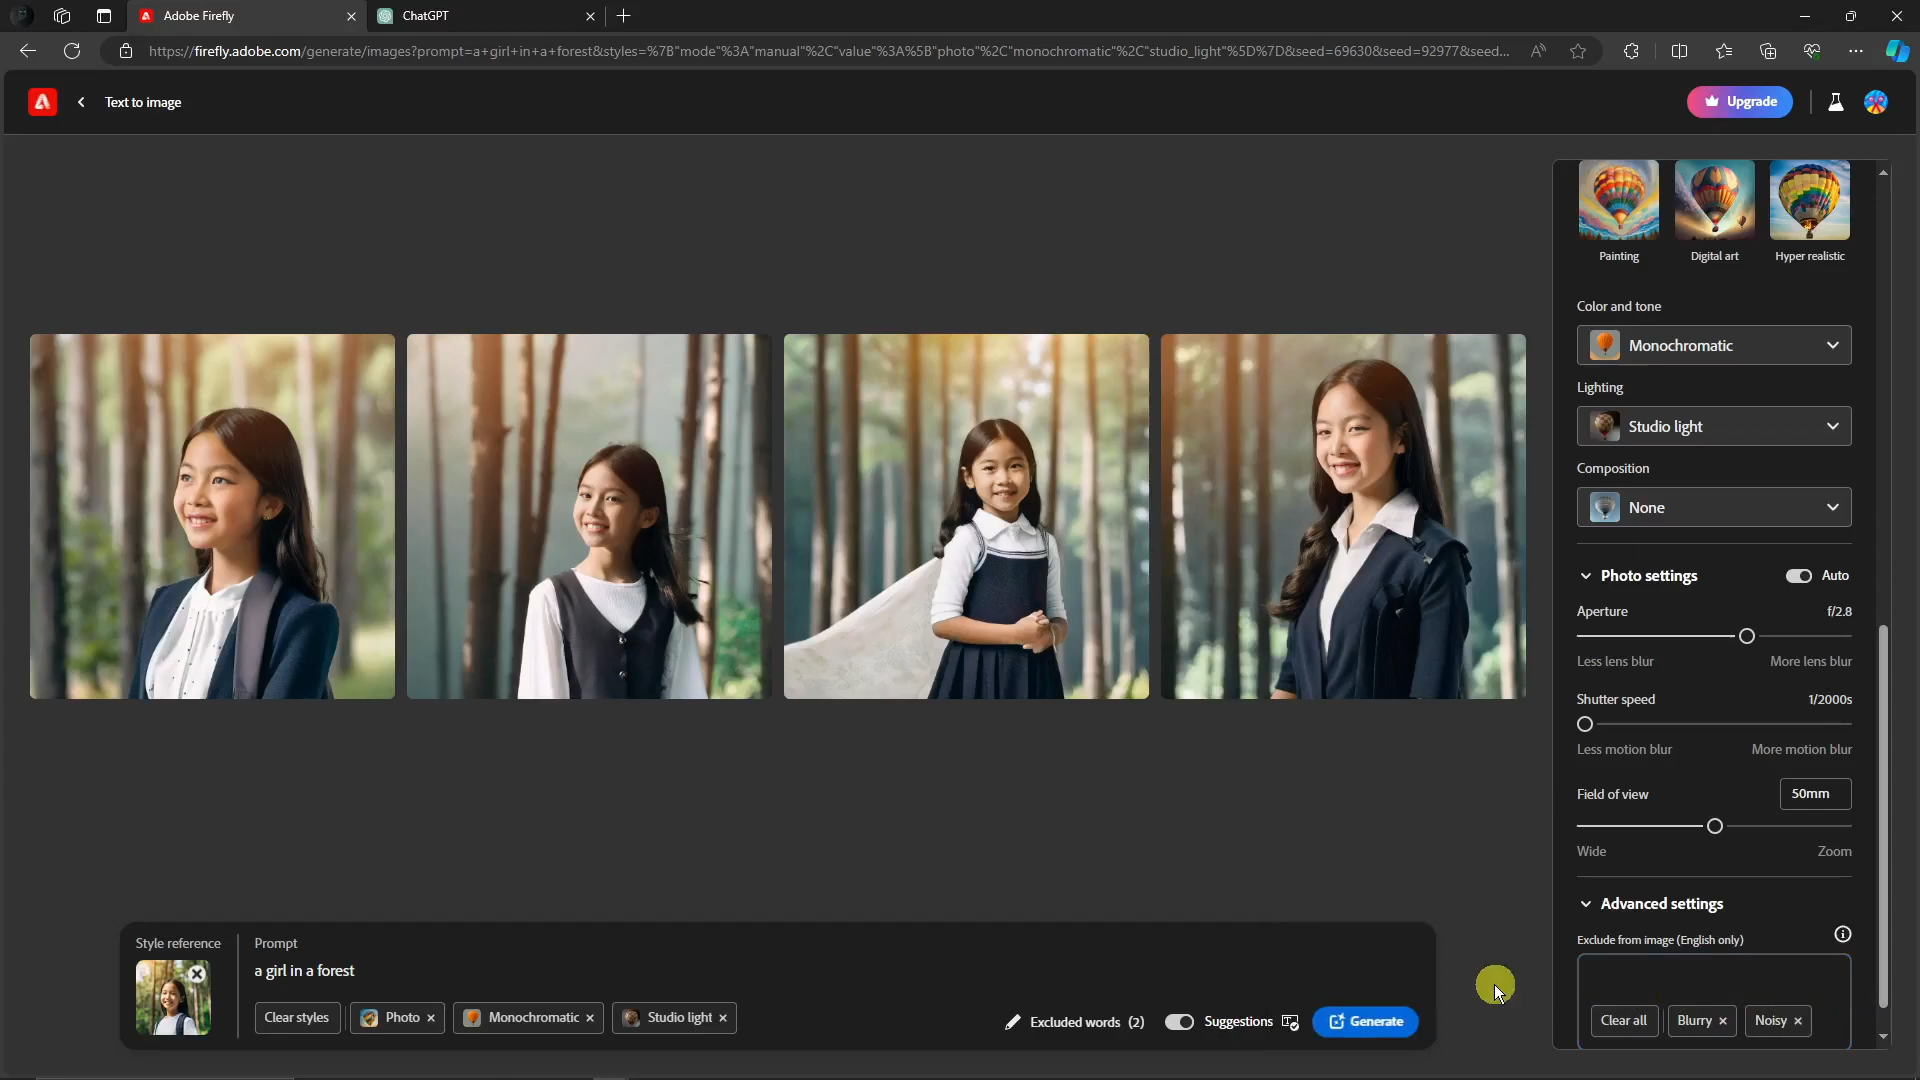 Adobe Firefly
ChatGPT
https://firefly.adobe.com/generate/images?prompt=a+girl+in+a+forest&styles=%7B"mode"%3A"manual"%2C"value"%3A%5B"photo"%2C"monochromatic"%2C"studio_light"%5D%7D&seed=69630&seed=92977&seed...
Text to image
Upgrade
Painting
Digital art
Hyper realistic
Color and tone
Monochromatic
Lighting
Studio light
Composition
None
Photo settings
Auto
Aperture
f/2.8
Less lens blur
More lens blur
Shutter speed
1/2000s
Less motion blur
More motion blur
Field of view
50mm
Wide
Zoom
Advanced settings
Exclude from image (English only)
Clear all
Blurry
Noisy
Style reference
Prompt
a girl in a forest
Clear styles
Photo
Monochromatic
Studio light
Excluded words (2)
Suggestions
Generate